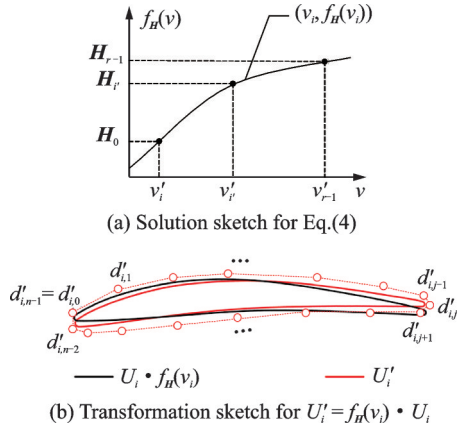 f_H(v)
(v_i, f_H(v_i))
H_{r-1}
H_{i'}
H_0
v'_i
v'_{i'}
v'_{r-1}
v
(a) Solution sketch for Eq.(4)
...
d'_{i,1}
d'_{i,j-1}
d'_{i,n-1} = d'_{i,0}
d'_{i,j}
d'_{i,n-2}
...
d'_{i,j+1}
U_i • f_H(v_i)
U'_i
(b) Transformation sketch for U'_i = f_H(v_i) • U_i